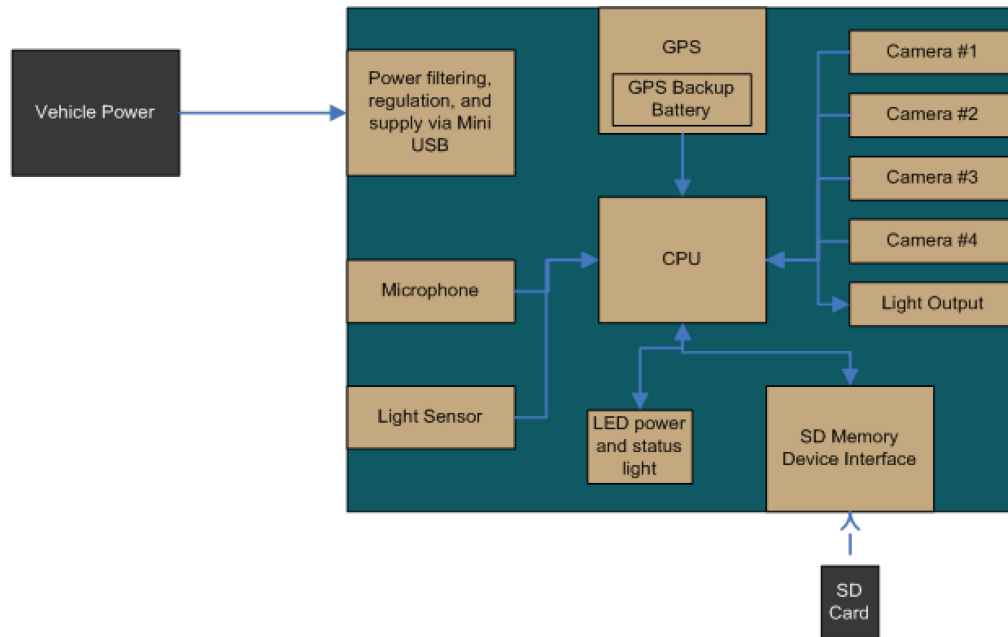 Vehicle Power
Power filtering,
regulation, and
supply via Mini
USB
GPS
GPS Backup
Battery
Camera #1
Camera #2
Camera #3
Camera #4
Light Output
CPU
Microphone
Light Sensor
LED power
and status
light
SD Memory
Device Interface
SD
Card